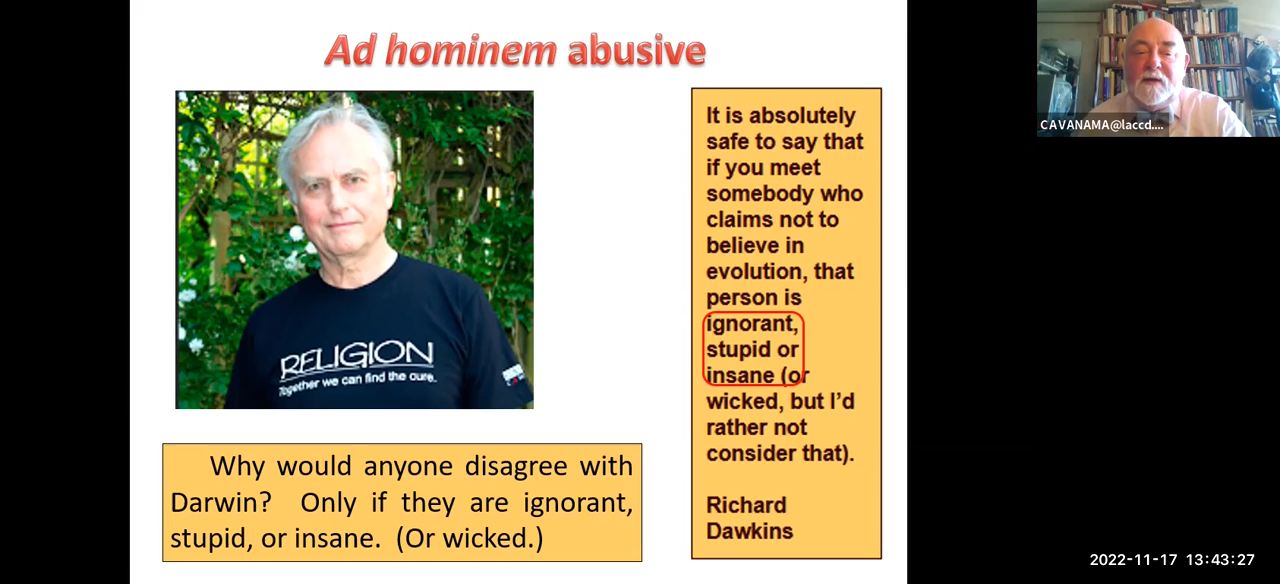 Ad hominem abusive
RELIGION
Together we can find the cure.
It is absolutely
safe to say that
if you meet
somebody who
claims not to
believe in
evolution, that
person is
ignorant,
stupid or
insane (or
wicked, but I'd
rather not
consider that).
Richard
Dawkins
Why would anyone disagree with
Darwin? Only if they are ignorant,
stupid, or insane. (Or wicked.)
CAVANAMA@laccd....
2022-11-17 13:43:27